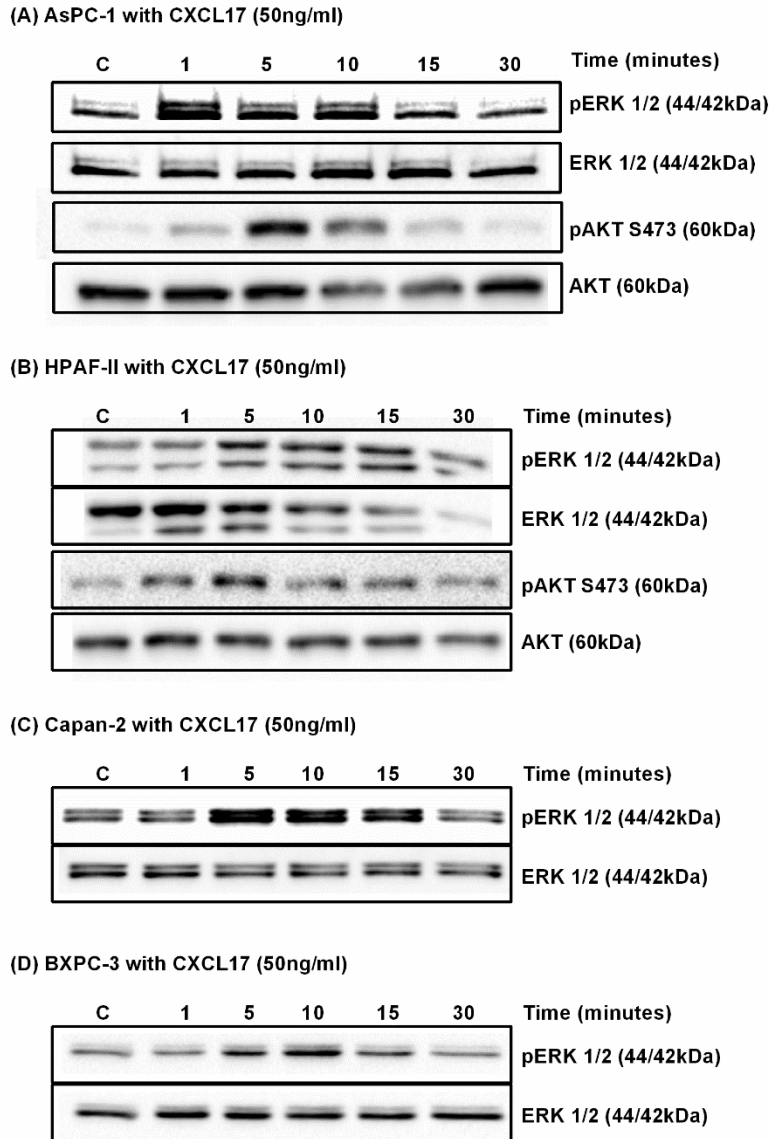 (A) AsPC-1 with CXCL17 (50ng/ml)
C 1 5 10 15 30 Time (minutes)
pERK 1/2 (44/42kDa)
ERK 1/2 (44/42kDa)
pAKT S473 (60kDa)
AKT (60kDa)
(B) HPAF-II with CXCL17 (50ng/ml)
C 1 5 10 15 30 Time (minutes)
pERK 1/2 (44/42kDa)
ERK 1/2 (44/42kDa)
pAKT S473 (60kDa)
AKT (60kDa)
(C) Capan-2 with CXCL17 (50ng/ml)
C 1 5 10 15 30 Time (minutes)
pERK 1/2 (44/42kDa)
ERK 1/2 (44/42kDa)
(D) BXPC-3 with CXCL17 (50ng/ml)
C 1 5 10 15 30 Time (minutes)
pERK 1/2 (44/42kDa)
ERK 1/2 (44/42kDa)